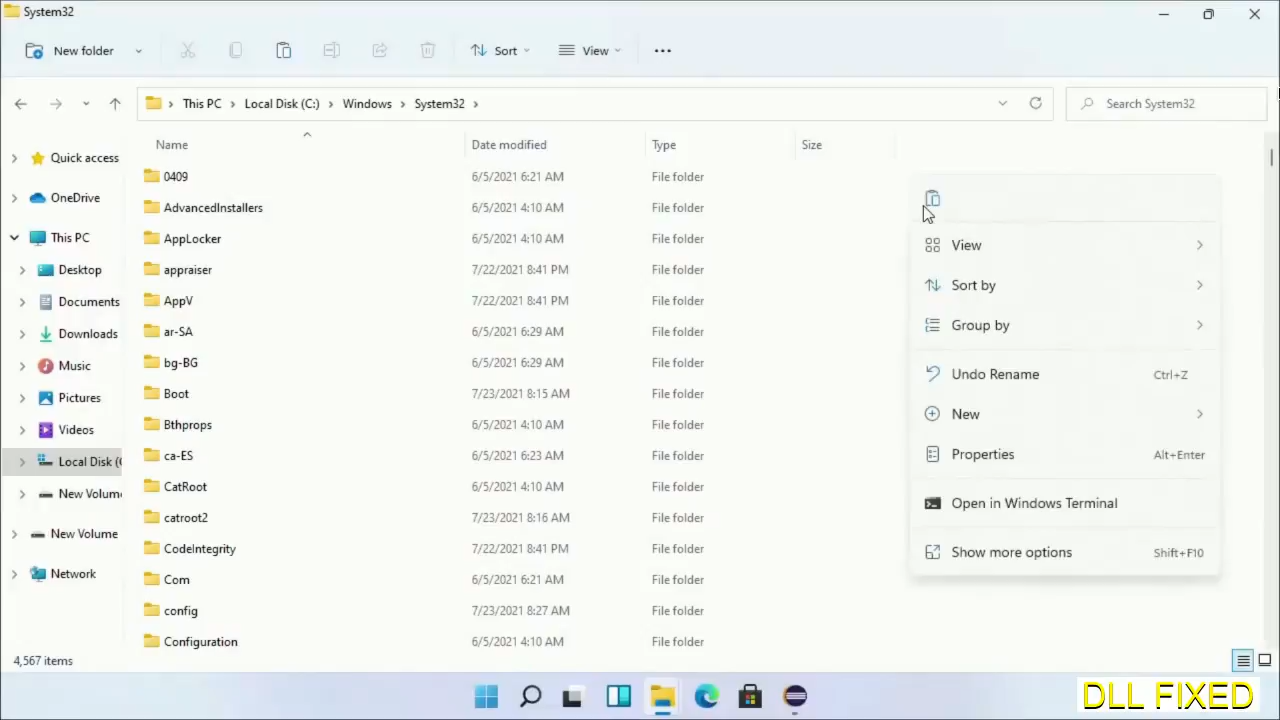 System32
New folder
Sort
View
This PC
Local Disk (C:)
Windows
System32
Search System32
Name
Date modified
Type
Size
Quick access
OneDrive
This PC
Desktop
Documents
Downloads
Music
Pictures
Videos
Local Disk (
New Volum
New Volume
Network
0409 6/5/2021 6:21 AM File folder
AdvancedInstallers 6/5/2021 4:10 AM File folder
AppLocker 6/5/2021 4:10 AM File folder
appraiser 7/22/2021 8:41 PM File folder
AppV 7/22/2021 8:41 PM File folder
ar-SA 6/5/2021 6:29 AM File folder
bg-BG 6/5/2021 6:29 AM File folder
Boot 7/23/2021 8:15 AM File folder
Bthprops 6/5/2021 4:10 AM File folder
ca-ES 6/5/2021 6:23 AM File folder
CatRoot 6/5/2021 4:10 AM File folder
catroot2 7/23/2021 8:16 AM File folder
CodeIntegrity 7/22/2021 8:41 PM File folder
Com 6/5/2021 6:21 AM File folder
config 7/23/2021 8:27 AM File folder
Configuration 6/5/2021 4:10 AM File folder
View
Sort by
Group by
Undo Rename Ctrl+Z
New
Properties Alt+Enter
Open in Windows Terminal
Show more options Shift+F10
4,567 items
DLL FIXED